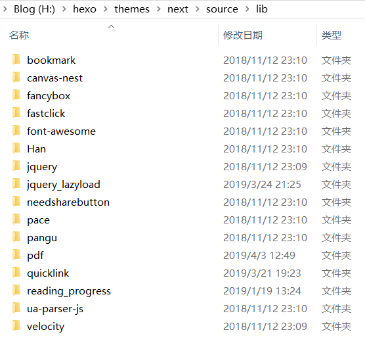 Blog (H:) > hexo > themes > next > source > lib
名称 修改日期 类型
bookmark 2018/11/12 23:10 文件夹
canvas-nest 2018/11/12 23:10 文件夹
fancybox 2018/11/12 23:10 文件夹
fastclick 2018/11/12 23:10 文件夹
font-awesome 2018/11/12 23:10 文件夹
Han 2018/11/12 23:10 文件夹
jquery 2018/11/12 23:09 文件夹
jquery_lazyload 2019/3/24 21:25 文件夹
needsharebutton 2018/11/12 23:10 文件夹
pace 2018/11/12 23:10 文件夹
pangu 2018/11/12 23:10 文件夹
pdf 2019/4/3 12:49 文件夹
quicklink 2019/3/21 19:23 文件夹
reading_progress 2019/1/19 13:24 文件夹
ua-parser-js 2018/11/12 23:10 文件夹
velocity 2018/11/12 23:09 文件夹